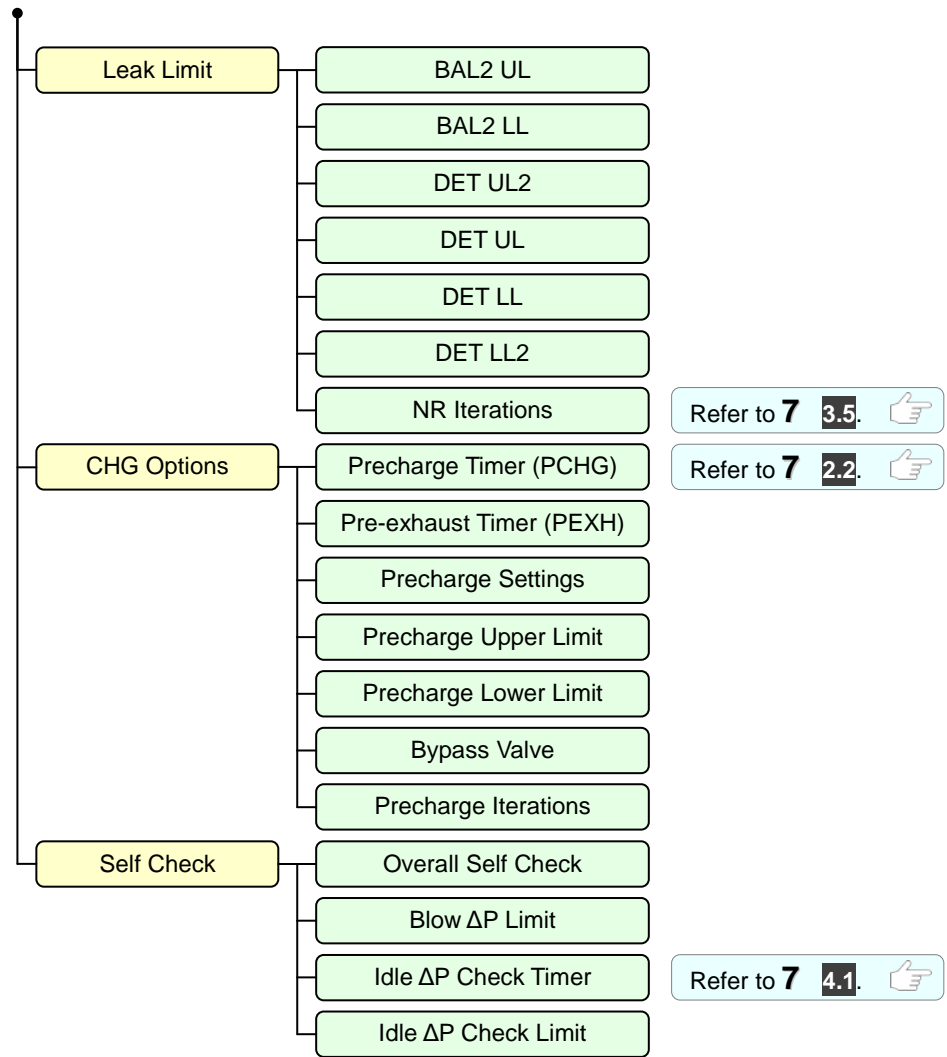 Leak Limit
BAL2 UL
BAL2 LL
DET UL2
DET UL
DET LL
DET LL2
NR Iterations
Refer to 7 3.5.
CHG Options
Precharge Timer (PCHG)
Refer to 7 2.2.
Pre-exhaust Timer (PEXH)
Precharge Settings
Precharge Upper Limit
Precharge Lower Limit
Bypass Valve
Precharge Iterations
Self Check
Overall Self Check
Blow ΔP Limit
Idle ΔP Check Timer
Refer to 7 4.1.
Idle ΔP Check Limit